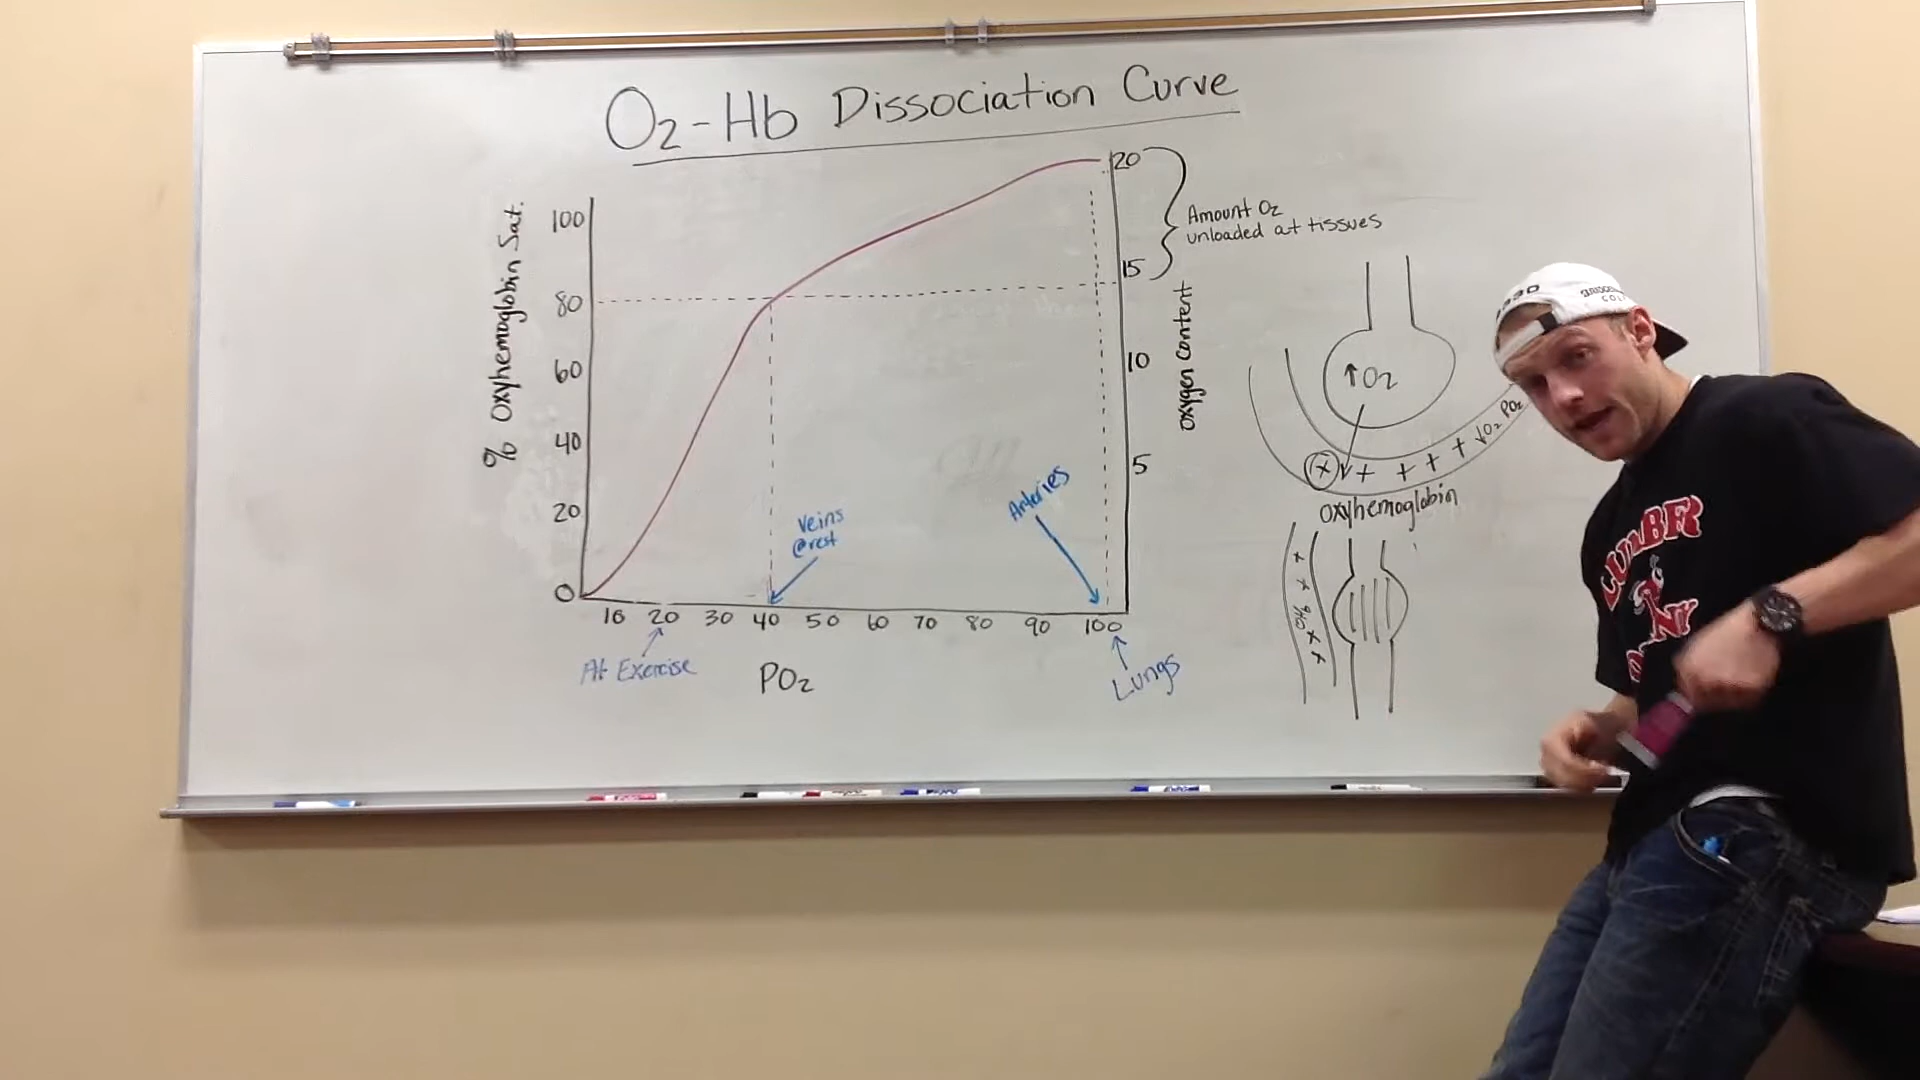 O2-Hb Dissociation Curve
% Oxyhemoglobin Sat.
100
80
60
40
20
0
10 20 30 40 50 60 70 80 90 100
At Exercise
PO2
Lungs
Veins
@rest
Arteries
20
15
10
5
Oxygen Content
Amount O2
unloaded at tissues
↑O2
(+) + + + + ↓O2 PO2
Oxyhemoglobin